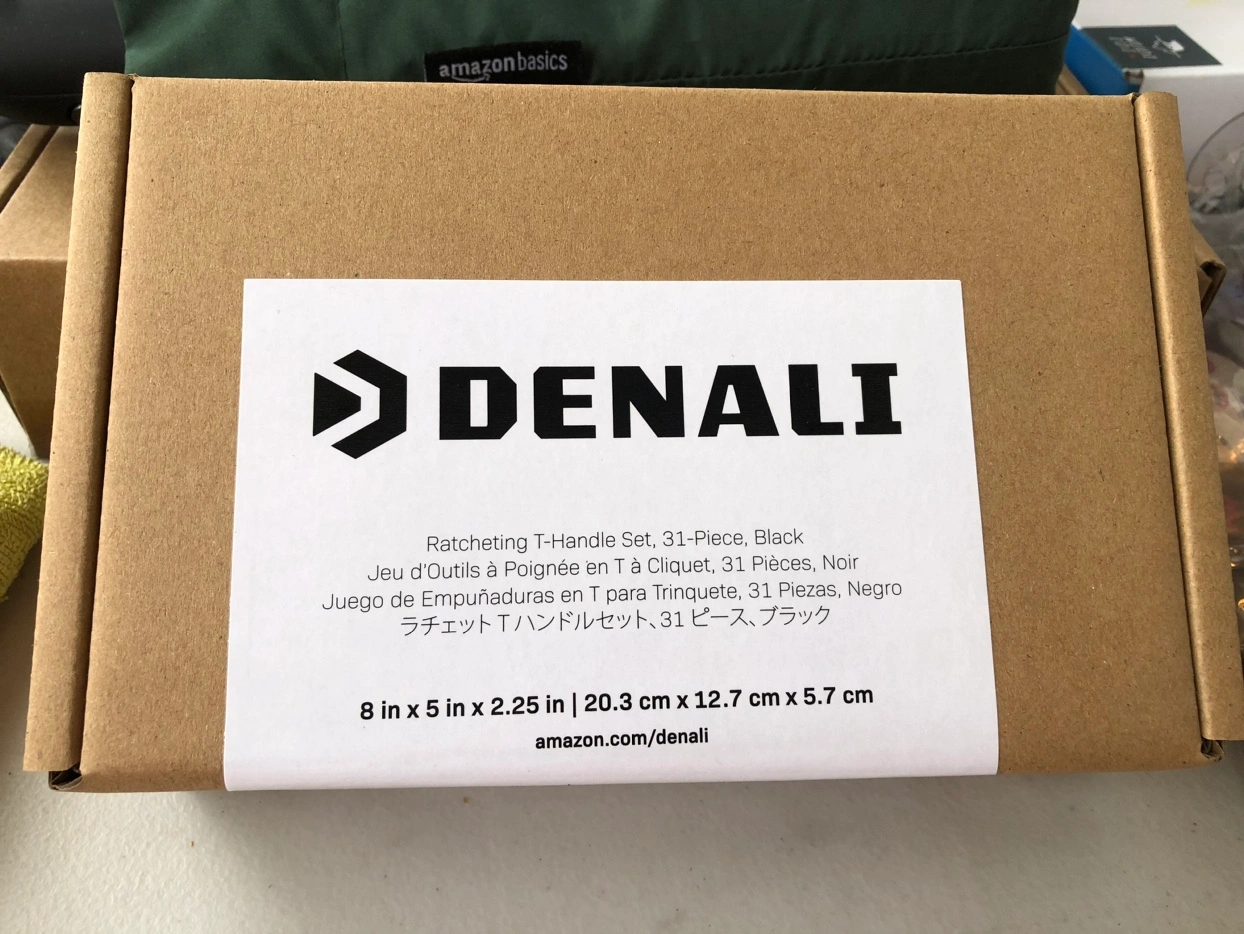 amazonbasics
DENALI
Ratcheting T-Handle Set, 31-Piece, Black
Jeu d'Outils à Poignée en T à Cliquet, 31 Pièces, Noir
Juego de Empuñaduras en T para Trinquete, 31 Piezas, Negro
ラチェット T ハンドルセット、31 ピース、ブラック
8 in x 5 in x 2.25 in | 20.3 cm x 12.7 cm x 5.7 cm
amazon.com/denali